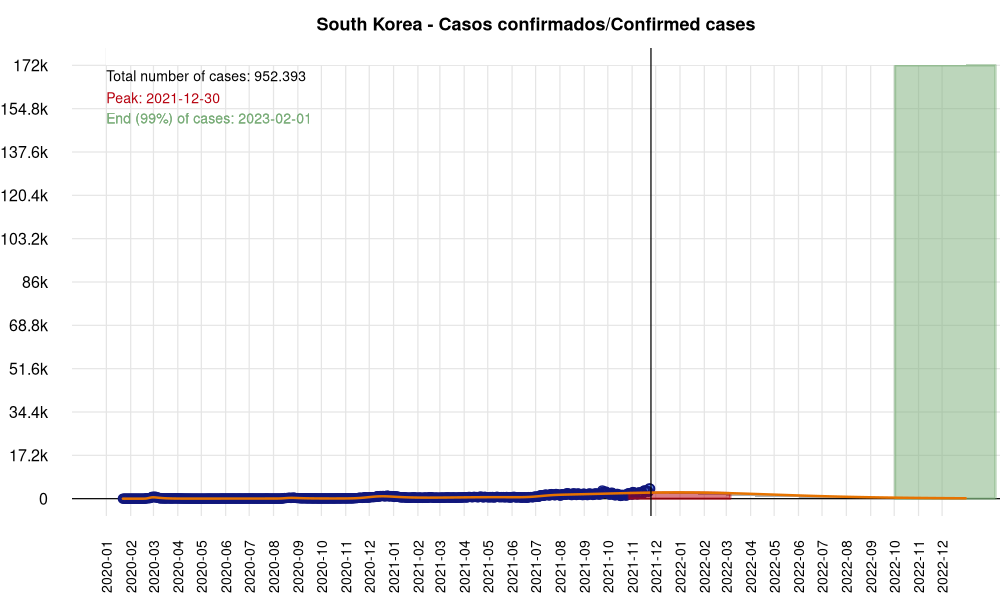 South Korea - Casos confirmados/Confirmed cases
172k
154.8k
137.6k
120.4k
103.2k
86k
68.8k
51.6k
34.4k
17.2k
0
Total number of cases: 952.393
Peak: 2021-12-30
End (99%) of cases: 2023-02-01
2020-01
2020-02
2020-03
2020-04
2020-05
2020-06
2020-07
2020-08
2020-09
2020-10
2020-11
2020-12
2021-01
2021-02
2021-03
2021-04
2021-05
2021-06
2021-07
2021-08
2021-09
2021-10
2021-11
2021-12
2022-01
2022-02
2022-03
2022-04
2022-05
2022-06
2022-07
2022-08
2022-09
2022-10
2022-11
2022-12